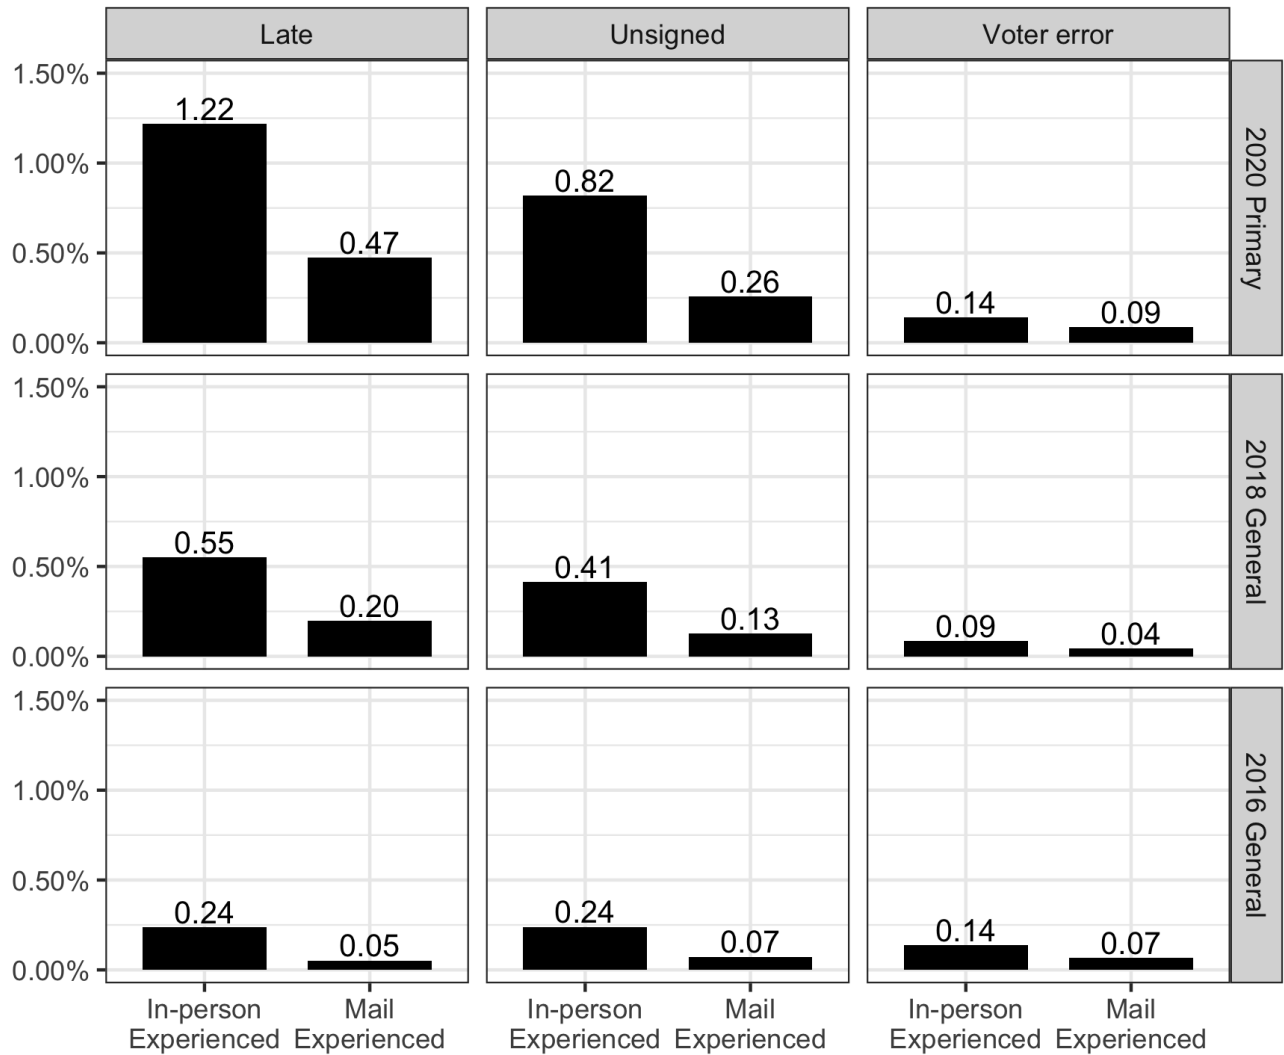 Late
Unsigned
Voter error
1.50%
1.00%
0.50%
0.00%
1.22
0.47
0.82
0.26
0.14
0.09
2020 Primary
1.50%
1.00%
0.50%
0.00%
0.55
0.20
0.41
0.13
0.09
0.04
2018 General
1.50%
1.00%
0.50%
0.00%
0.24
0.05
0.24
0.07
0.14
0.07
2016 General
In-person
Experienced
Mail
Experienced
In-person
Experienced
Mail
Experienced
In-person
Experienced
Mail
Experienced